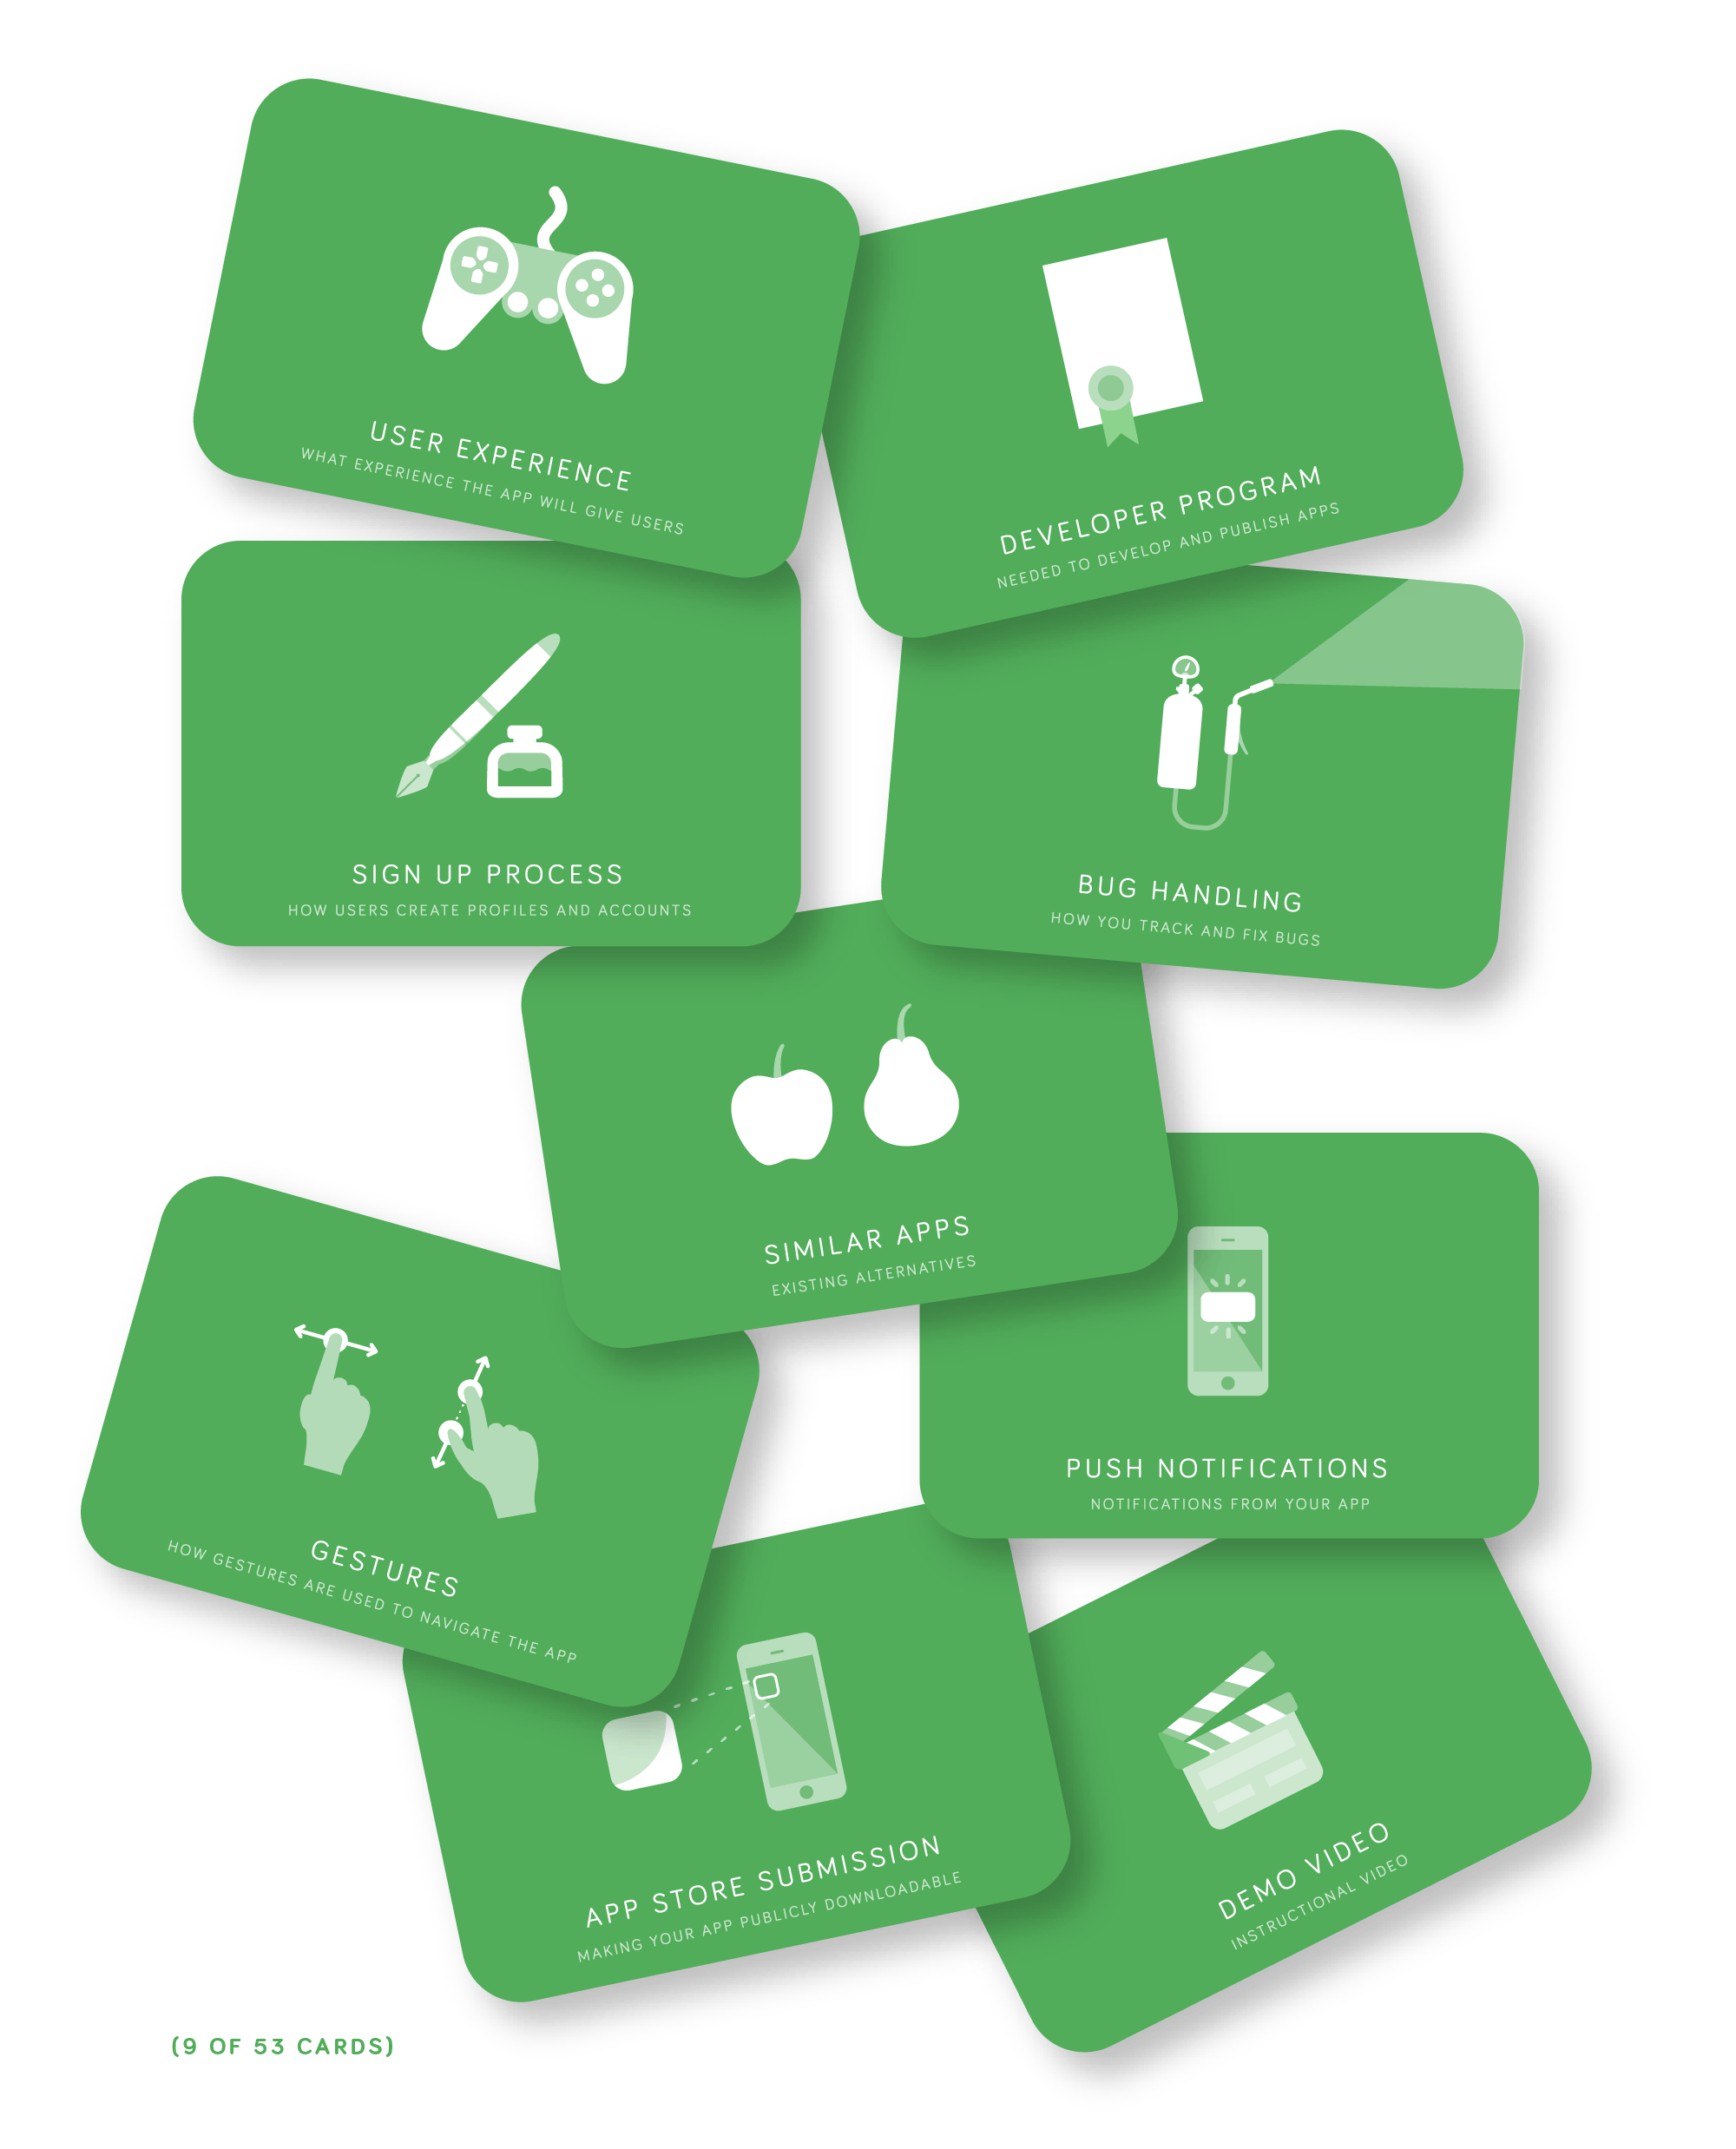 USER EXPERIENCE
WHAT EXPERIENCE THE APP WILL GIVE USERS
DEVELOPER PROGRAM
NEEDED TO DEVELOP AND PUBLISH APPS
SIGN UP PROCESS
HOW USERS CREATE PROFILES AND ACCOUNTS
BUG HANDLING
HOW YOU TRACK AND FIX BUGS
SIMILAR APPS
EXISTING ALTERNATIVES
PUSH NOTIFICATIONS
NOTIFICATIONS FROM YOUR APP
GESTURES
HOW GESTURES ARE USED TO NAVIGATE THE APP
APP STORE SUBMISSION
MAKING YOUR APP PUBLICLY DOWNLOADABLE
DEMO VIDEO
INSTRUCTIONAL VIDEO
(9 OF 53 CARDS)